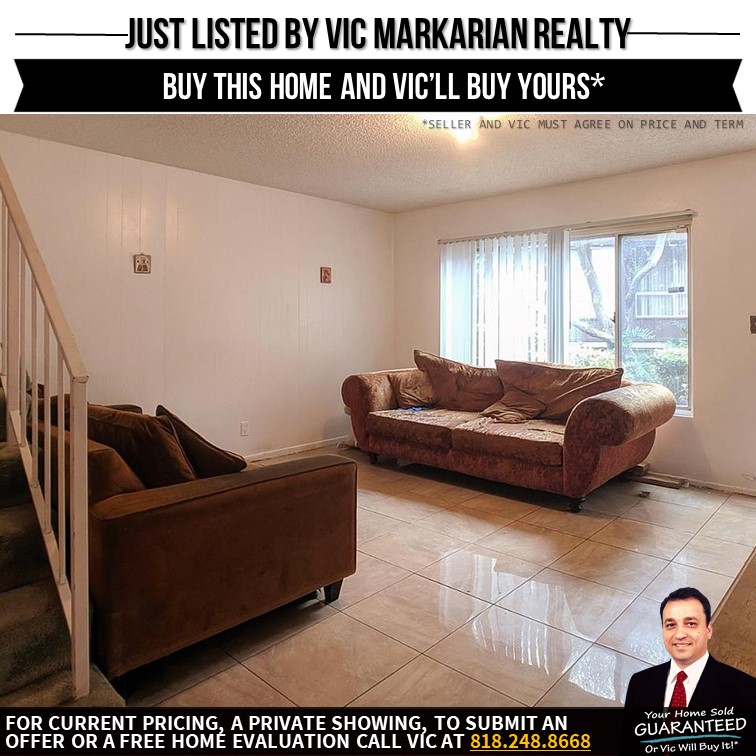 JUST LISTED BY VIC MARKARIAN REALTY
BUY THIS HOME AND VIC'LL BUY YOURS*
*SELLER AND VIC MUST AGREE ON PRICE AND TERM
Your Home Sold
GUARANTEED
Or Vic Will Buy It!
FOR CURRENT PRICING, A PRIVATE SHOWING, TO SUBMIT AN
OFFER OR A FREE HOME EVALUATION CALL VIC AT 818.248.8668